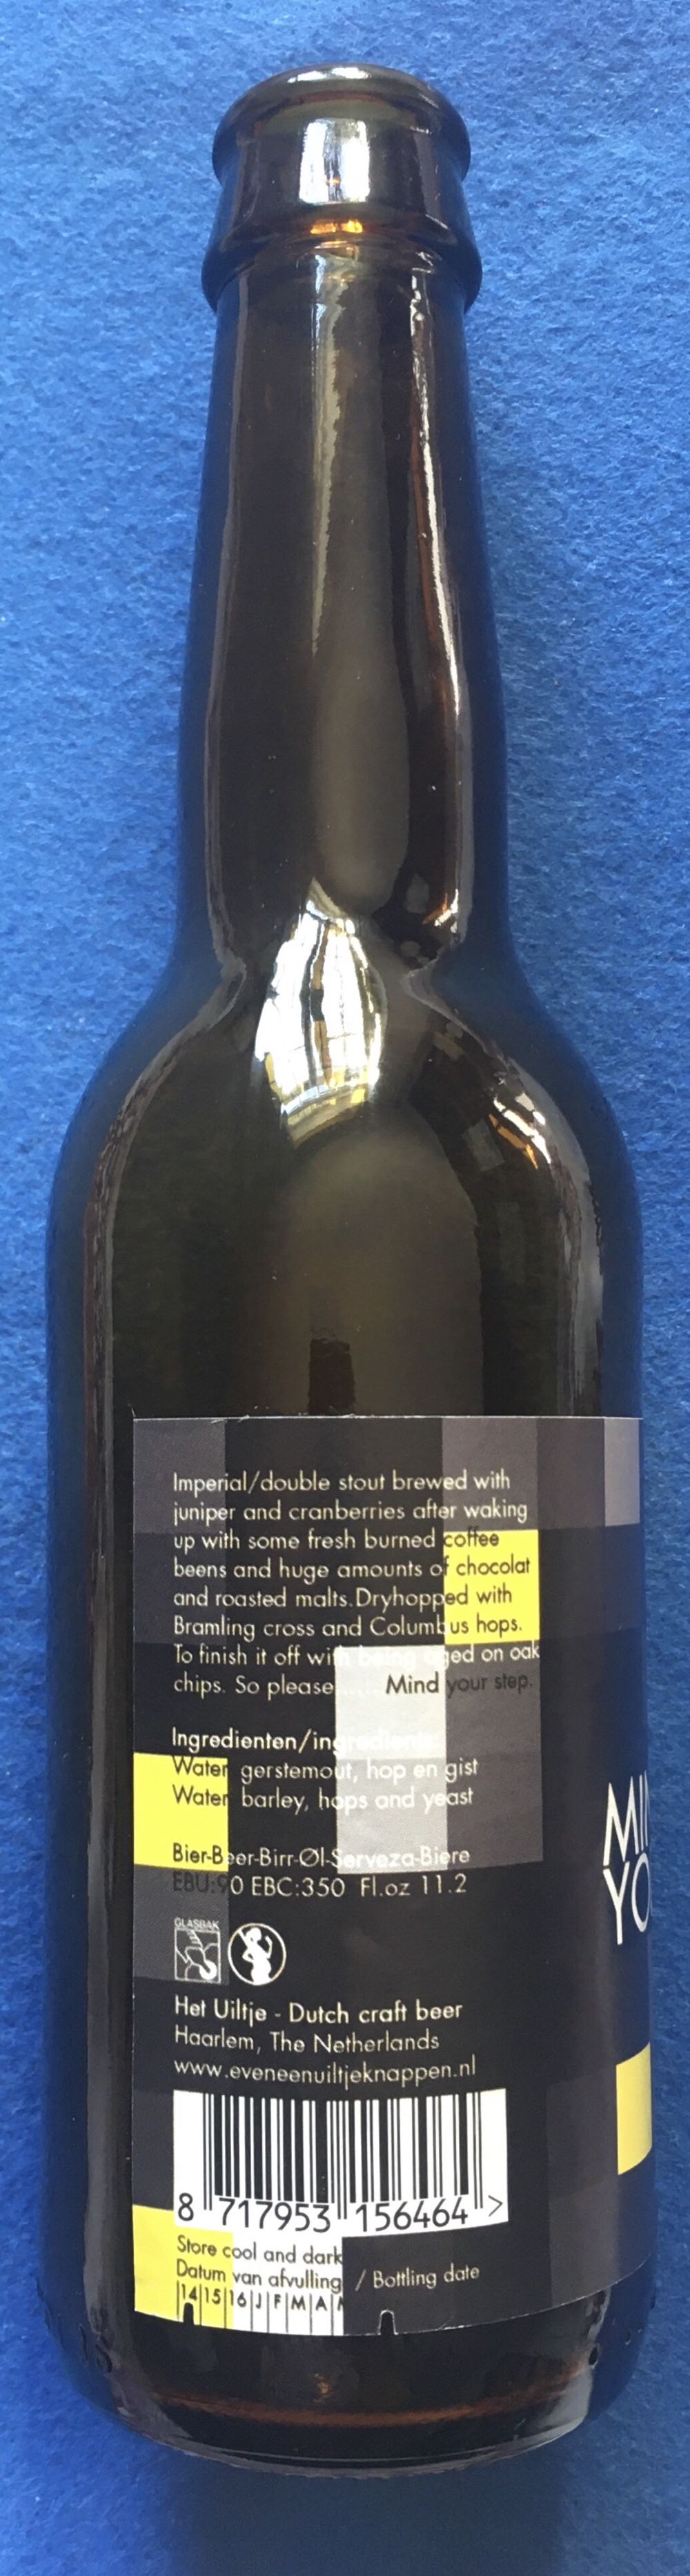 Imperial/double stout brewed with
juniper and cranberries after waking
up with some fresh burned coffee
beens and huge amounts of chocolat
and roasted malts. Dryhopped with
Bramling cross and Columbus hops.
To finish it off with being aged on oak
chips. So please...... Mind your step.
Ingredienten/ingredients:
Water gerstemout, hop en gist
Water barley, hops and yeast
Bier-Beer-Birr-Øl-Serveza-Biere
EBU:90 EBC:350 Fl.oz 11.2
GLASBAK
Het Uiltje - Dutch craft beer
Haarlem, The Netherlands
www.eveneenuiltjeknappen.nl
8 717953 156464 >
Store cool and dark
Datum van afvulling / Bottling date
14|15|16|J|F|M|A|
MI
YO